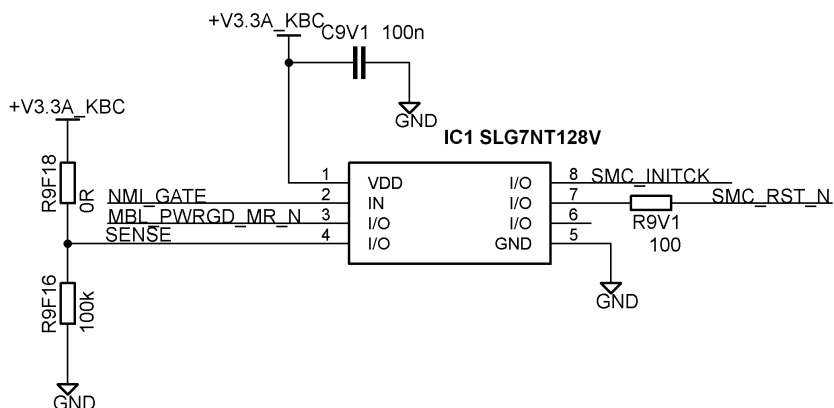 +V3.3A_KBC
C9V1 100n
GND
+V3.3A_KBC
IC1 SLG7NT128V
R9F18
0R
NMI_GATE
MBL_PWRGD_MR_N
SENSE
1
2
3
4
VDD
IN
I/O
I/O
I/O
I/O
I/O
GND
8
7
6
5
SMC_INITCK
SMC_RST_N
R9V1
100
GND
R9F16
100k
GND